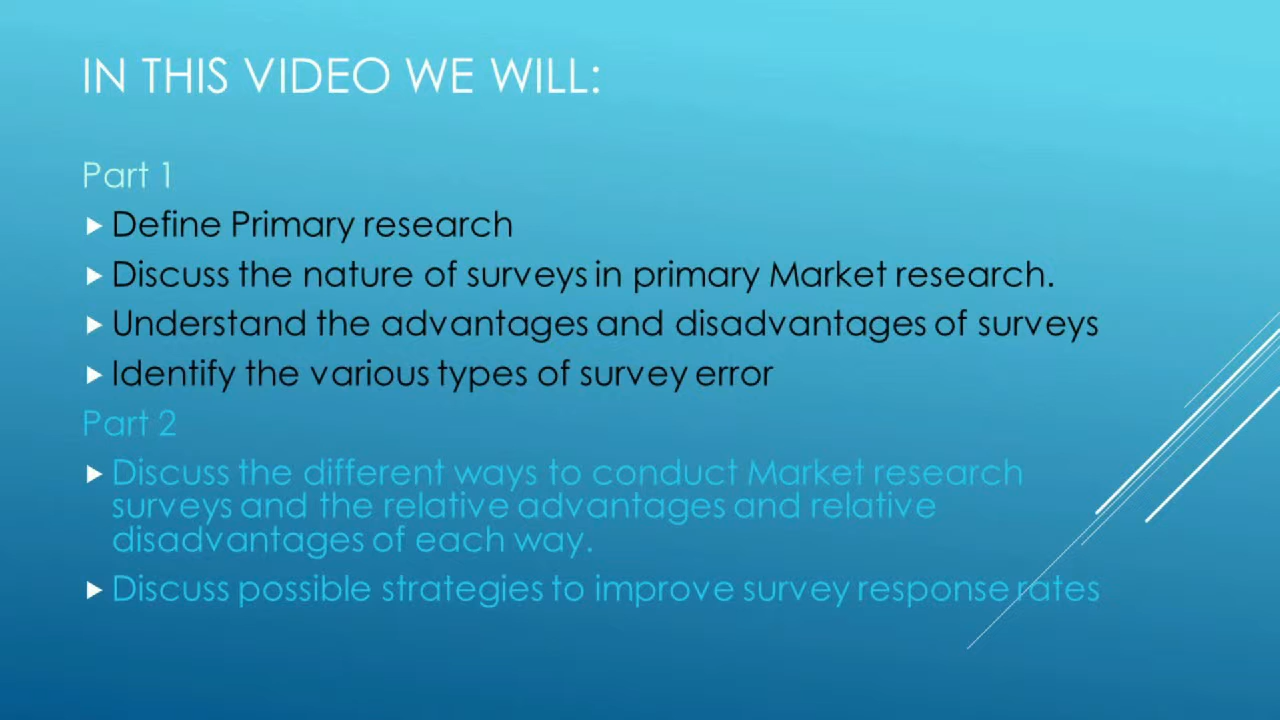 IN THIS VIDEO WE WILL:
Part 1
Define Primary research
Discuss the nature of surveys in primary Market research.
Understand the advantages and disadvantages of surveys
Identify the various types of survey error
Part 2
Discuss the different ways to conduct Market research
surveys and the relative advantages and relative
disadvantages of each way.
Discuss possible strategies to improve survey response rates